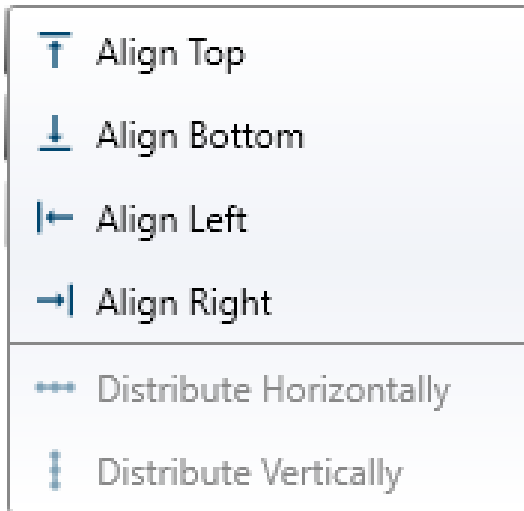 Align Top
Align Bottom
Align Left
Align Right
Distribute Horizontally
Distribute Vertically